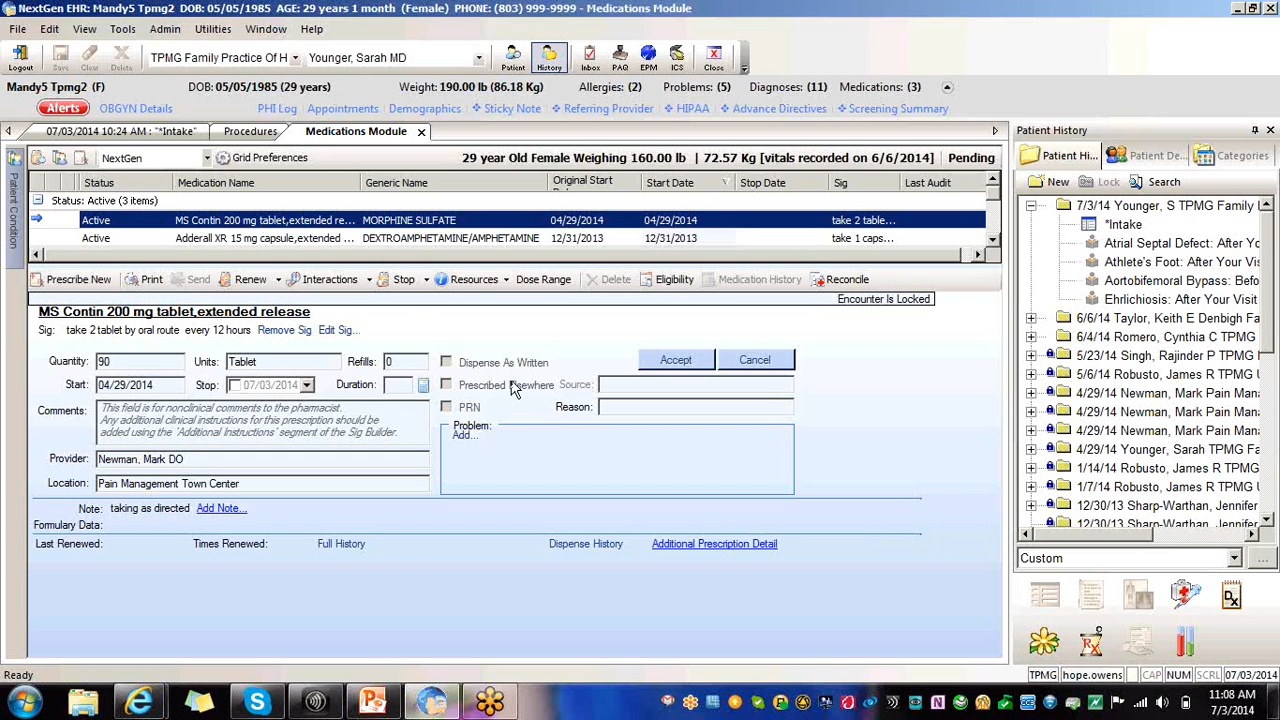 NextGen EHR: Mandy5 Tpmg2 DOB: 05/05/1985 AGE: 29 years 1 month (Female) PHONE: (803) 999-9999 - Medications Module
File Edit View Tools Admin Utilities Window Help
Logout Save Clear Delete TPMG Family Practice Of H Younger, Sarah MD Patient History Inbox PAQ EPM ICS Close
Mandy5 Tpmg2 (F) DOB: 05/05/1985 (29 years) Weight: 190.00 lb (86.18 Kg) Allergies: (2) Problems: (5) Diagnoses: (11) Medications: (3)
Alerts OBGYN Details PHI Log Appointments Demographics Sticky Note Referring Provider HIPAA Advance Directives Screening Summary
07/03/2014 10:24 AM : "*Intake" Procedures Medications Module
Patient Condition
NextGen Grid Preferences 29 year Old Female Weighing 160.00 lb | 72.57 Kg [vitals recorded on 6/6/2014] Pending
Status Medication Name Generic Name Original Start Start Date Stop Date Sig Last Audit
Status: Active (3 items)
Active MS Contin 200 mg tablet,extended re... MORPHINE SULFATE 04/29/2014 04/29/2014 take 2 table...
Active Adderall XR 15 mg capsule,extended ... DEXTROAMPHETAMINE/AMPHETAMINE 12/31/2013 12/31/2013 take 1 caps...
Prescribe New Print Send Renew Interactions Stop Resources Dose Range Delete Eligibility Medication History Reconcile
Encounter Is Locked
MS Contin 200 mg tablet,extended release
Sig: take 2 tablet by oral route every 12 hours Remove Sig Edit Sig...
Quantity: 90 Units: Tablet Refills: 0 Dispense As Written Accept Cancel
Start: 04/29/2014 Stop: 07/03/2014 Duration: Prescribed Elsewhere Source:
Comments: This field is for nonclinical comments to the pharmacist.
Any additional clinical instructions for this prescription should be
added using the 'Additional Instructions' segment of the Sig Builder.
PRN Reason:
Problem:
Add...
Provider: Newman, Mark DO
Location: Pain Management Town Center
Note: taking as directed Add Note...
Formulary Data:
Last Renewed: Times Renewed: Full History Dispense History Additional Prescription Detail
Patient History
Patient Hi... Patient De... Categories
New Lock Search
7/3/14 Younger, S TPMG Family
*Intake
Atrial Septal Defect: After Yo
Athlete's Foot: After Your Vi
Aortobifemoral Bypass: Befo
Ehrlichiosis: After Your Visit
6/6/14 Taylor, Keith E Denbigh Fa
6/6/14 Romero, Cynthia C TPMG
5/23/14 Singh, Rajinder P TPMG
5/6/14 Robusto, James R TPMG
4/29/14 Newman, Mark Pain Mana
4/29/14 Newman, Mark Pain Mana
4/29/14 Newman, Mark Pain Mana
4/29/14 Younger, Sarah TPMG Fa
1/14/14 Robusto, James R TPMG
1/7/14 Robusto, James R TPMG
12/30/13 Sharp-Warthan, Jennifer
12/30/13 Sharp-Warthan, Jennifer
Custom ...
Ready TPMG hope.owens CAP NUM SCRL 07/03/2014
11:08 AM
7/3/2014